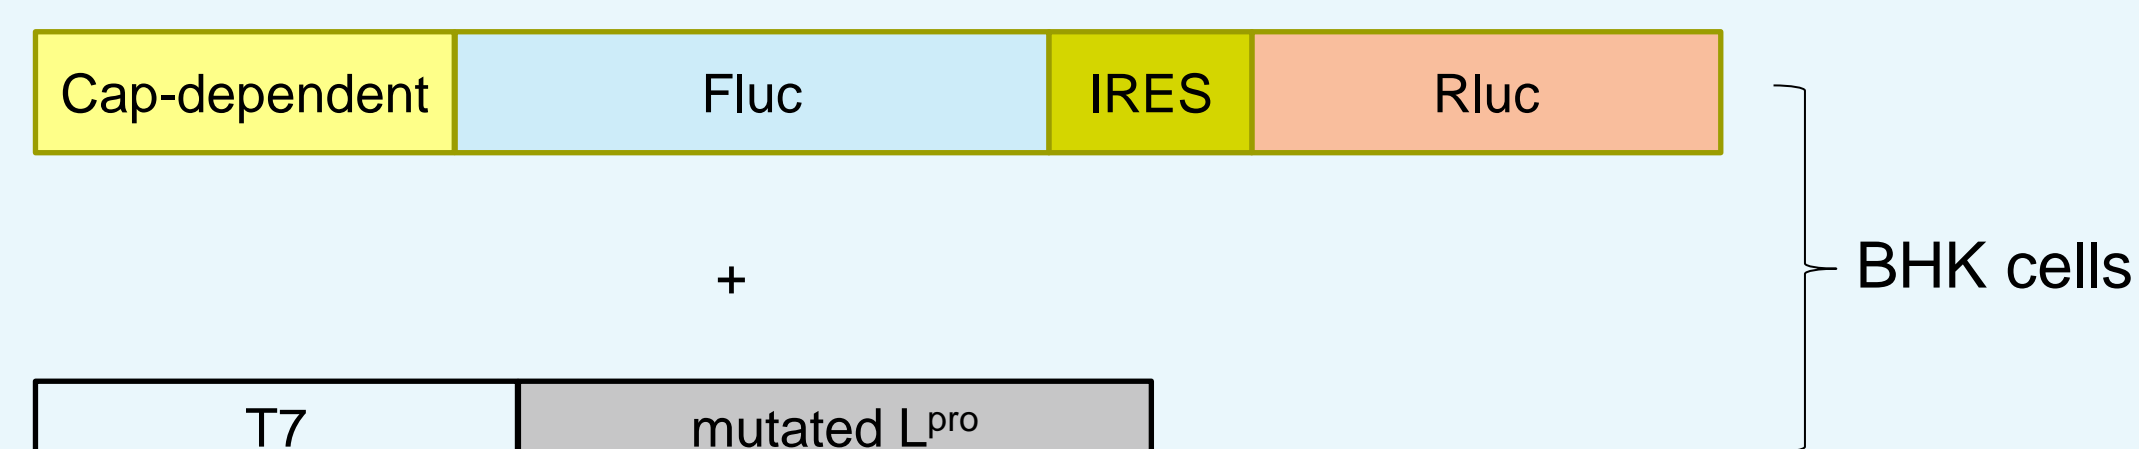 Cap-dependent Fluc IRES Rluc
+
BHK cells
T7 mutated Lpro